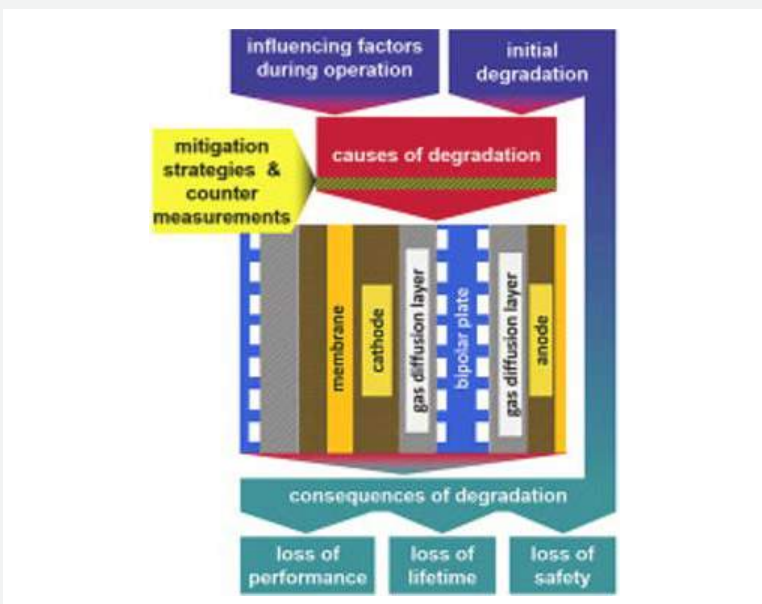 influencing factors
during operation
initial
degradation
mitigation
strategies &
counter
measurements
causes of degradation
membrane
cathode
gas diffusion layer
bipolar plate
gas diffusion layer
anode
consequences of degradation
loss of
performance
loss of
lifetime
loss of
safety